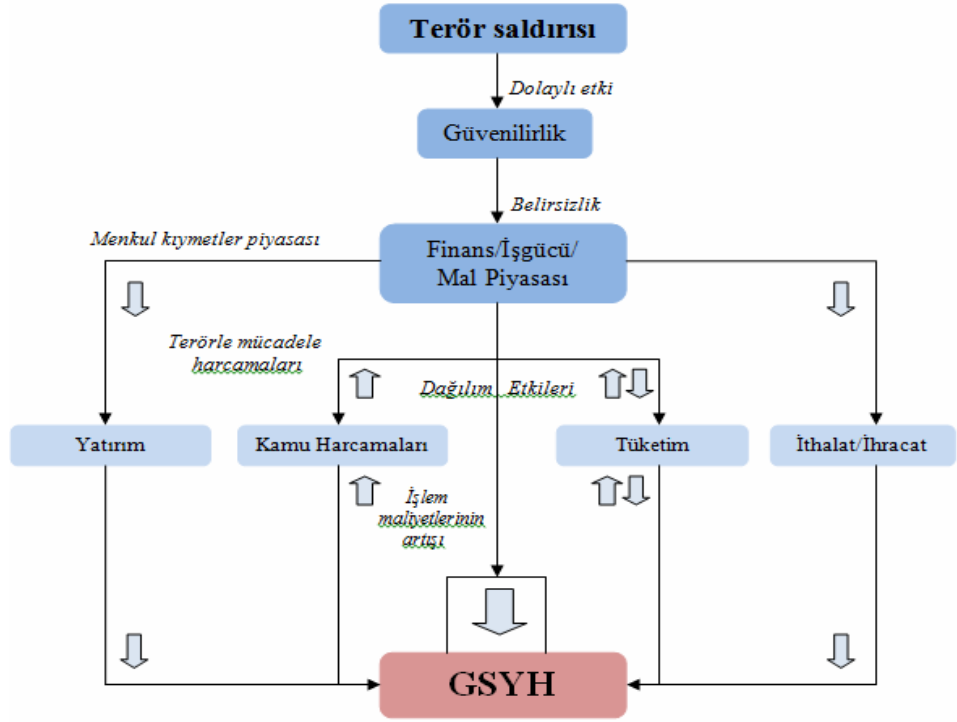 Terör saldırısı
Dolaylı etki
Güvenilirlik
Belirsizlik
Menkul kıymetler piyasası
Finans/İşgücü/
Mal Piyasası
Terörle mücadele
harcamaları
Dağılım Etkileri
Yatırım
Kamu Harcamaları
Tüketim
İthalat/İhracat
İşlem
maliyetlerinin
artışı
GSYH